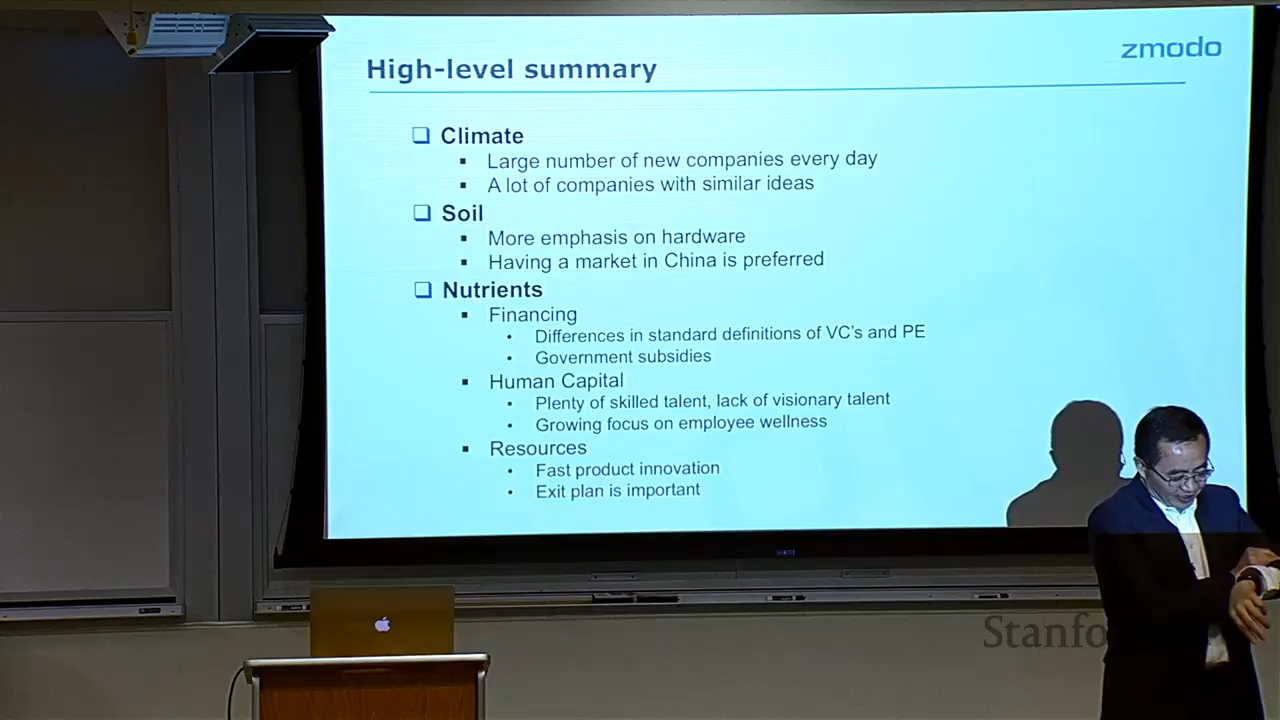 zmodo
High-level summary
Climate
Large number of new companies every day
A lot of companies with similar ideas
Soil
More emphasis on hardware
Having a market in China is preferred
Nutrients
Financing
Differences in standard definitions of VC's and PE
Government subsidies
Human Capital
Plenty of skilled talent, lack of visionary talent
Growing focus on employee wellness
Resources
Fast product innovation
Exit plan is important
Stanfo